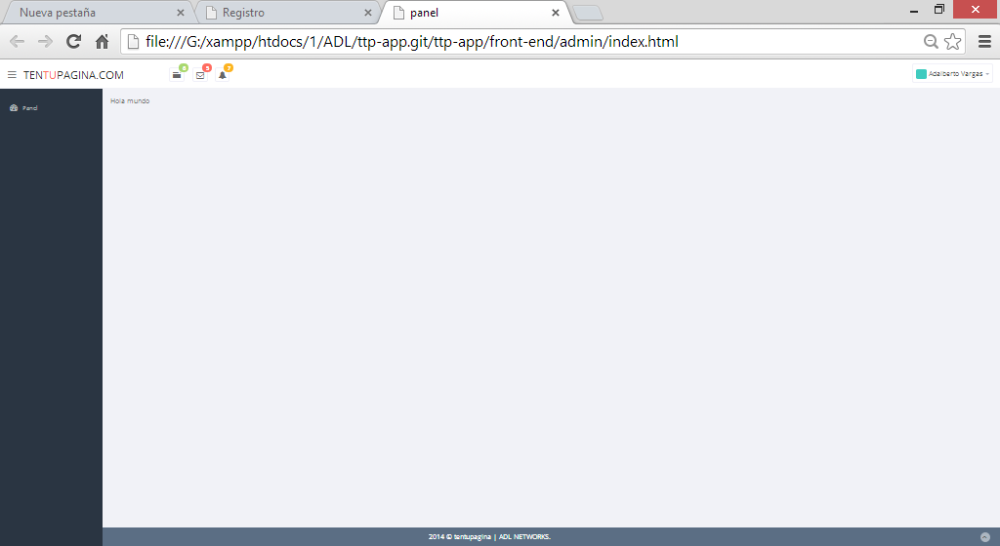 Nueva pestaña
Registro
panel
file:///G:/xampp/htdocs/1/ADL/ttp-app.git/ttp-app/front-end/admin/index.html
TENTUPAGINA.COM
6 5 7
Adalberto Vargas
Panel
Hola mundo
2014 © tentupagina | ADL NETWORKS.